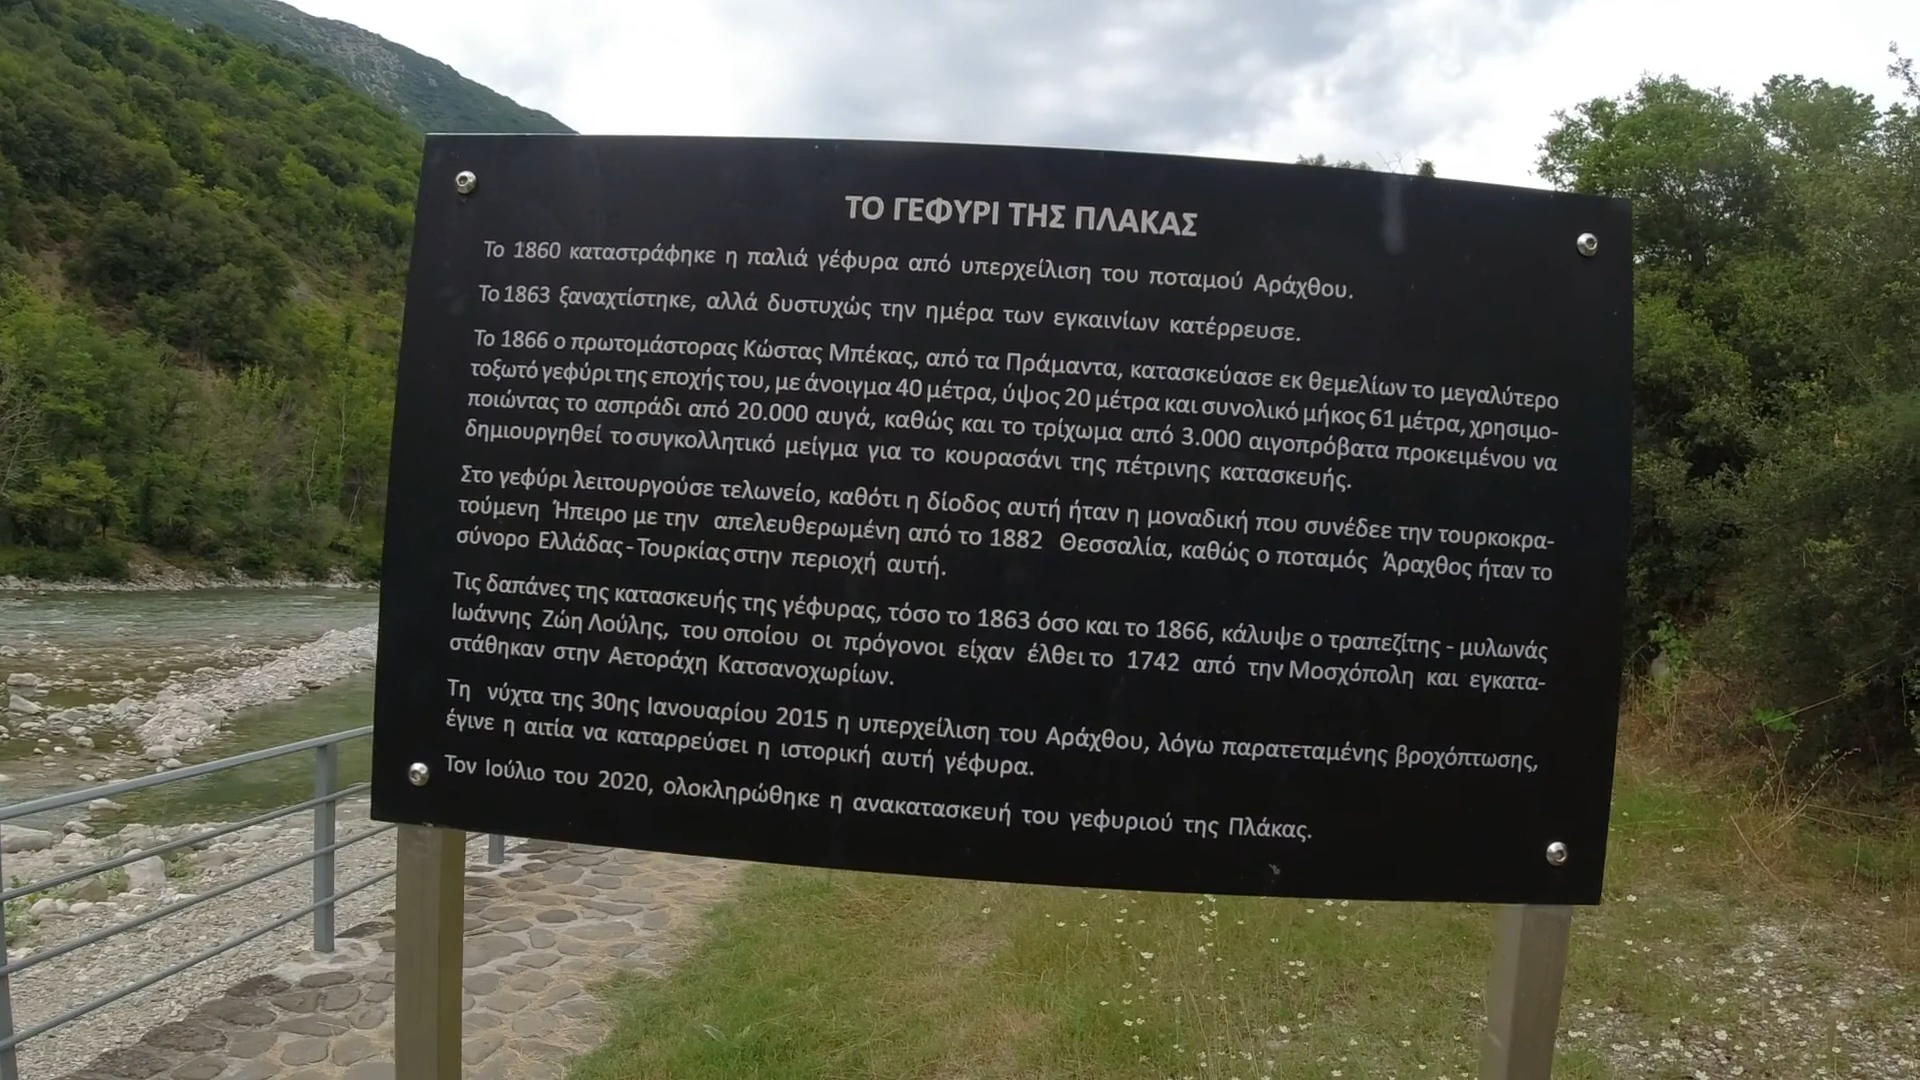 ΤΟ ΓΕΦΥΡΙ ΤΗΣ ΠΛΑΚΑΣ
Το 1860 καταστράφηκε η παλιά γέφυρα από υπερχείλιση του ποταμού Αράχθου.
Το 1863 ξαναχτίστηκε, αλλά δυστυχώς την ημέρα των εγκαινίων κατέρρευσε.
Το 1866 ο πρωτομάστορας Κώστας Μπέκας, από τα Πράμαντα, κατασκεύασε εκ θεμελίων το μεγαλύτερο
τοξωτό γεφύρι της εποχής του, με άνοιγμα 40 μέτρα, ύψος 20 μέτρα και συνολικό μήκος 61 μέτρα, χρησιμο-
ποιώντας το ασπράδι από 20.000 αυγά, καθώς και το τρίχωμα από 3.000 αιγοπρόβατα προκειμένου να
δημιουργηθεί το συγκολλητικό μείγμα για το κουρασάνι της πέτρινης κατασκευής.
Στο γεφύρι λειτουργούσε τελωνείο, καθότι η δίοδος αυτή ήταν η μοναδική που συνέδεε την τουρκοκρα-
τούμενη Ήπειρο με την απελευθερωμένη από το 1882 Θεσσαλία, καθώς ο ποταμός Άραχθος ήταν το
σύνορο Ελλάδας - Τουρκίας στην περιοχή αυτή.
Τις δαπάνες της κατασκευής της γέφυρας, τόσο το 1863 όσο και το 1866, κάλυψε ο τραπεζίτης - μυλωνάς
Ιωάννης Ζώη Λούλης, του οποίου οι πρόγονοι είχαν έλθει το 1742 από την Μοσχόπολη και εγκατα-
στάθηκαν στην Αετοράχη Κατσανοχωρίων.
Τη νύχτα της 30ης Ιανουαρίου 2015 η υπερχείλιση του Αράχθου, λόγω παρατεταμένης βροχόπτωσης,
έγινε η αιτία να καταρρεύσει η ιστορική αυτή γέφυρα.
Τον Ιούλιο του 2020, ολοκληρώθηκε η ανακατασκευή του γεφυριού της Πλάκας.